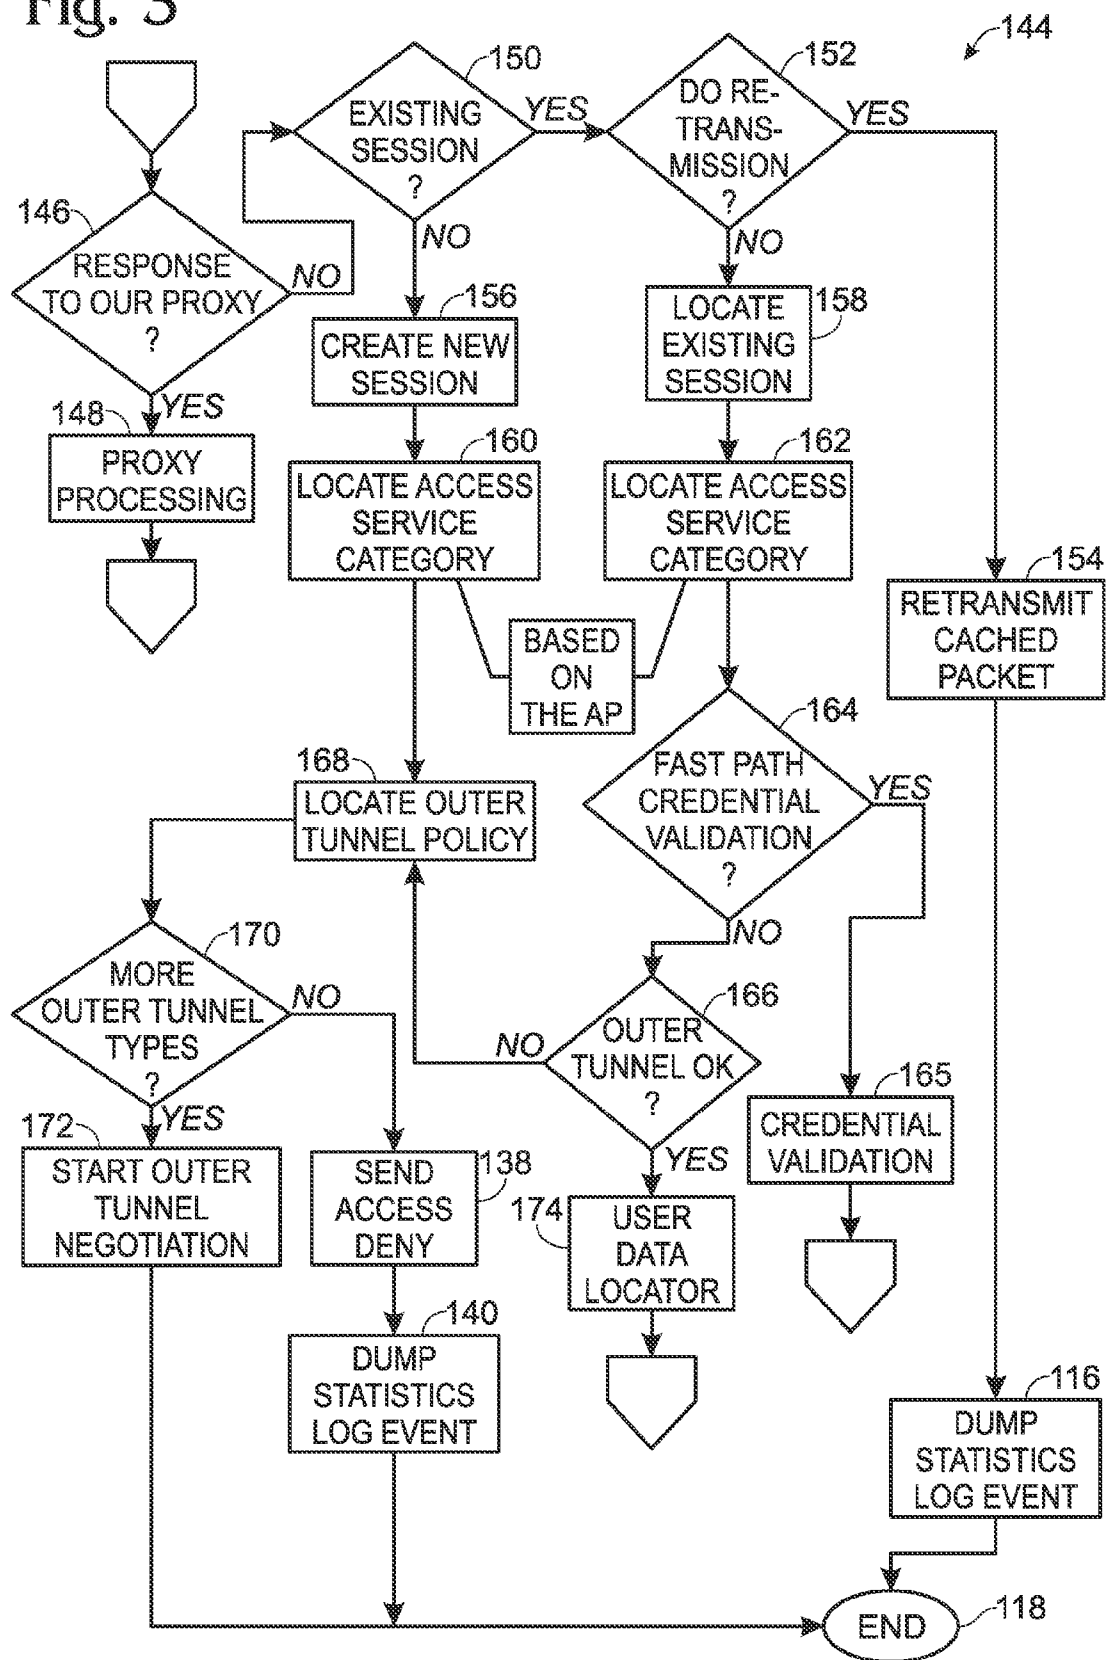 Fig. 3
144
150
EXISTING
SESSION
?
YES
NO
152
DO RE-
TRANS-
MISSION
?
YES
NO
146
RESPONSE
TO OUR PROXY
?
NO
YES
148
PROXY
PROCESSING
156
CREATE NEW
SESSION
158
LOCATE
EXISTING
SESSION
160
LOCATE ACCESS
SERVICE
CATEGORY
162
LOCATE ACCESS
SERVICE
CATEGORY
BASED
ON
THE AP
154
RETRANSMIT
CACHED
PACKET
164
FAST PATH
CREDENTIAL
VALIDATION
?
YES
NO
168
LOCATE OUTER
TUNNEL POLICY
170
MORE
OUTER TUNNEL
TYPES
?
NO
YES
166
OUTER
TUNNEL OK
?
NO
YES
165
CREDENTIAL
VALIDATION
172
START OUTER
TUNNEL
NEGOTIATION
138
SEND
ACCESS
DENY
174
USER
DATA
LOCATOR
140
DUMP
STATISTICS
LOG EVENT
116
DUMP
STATISTICS
LOG EVENT
END
118